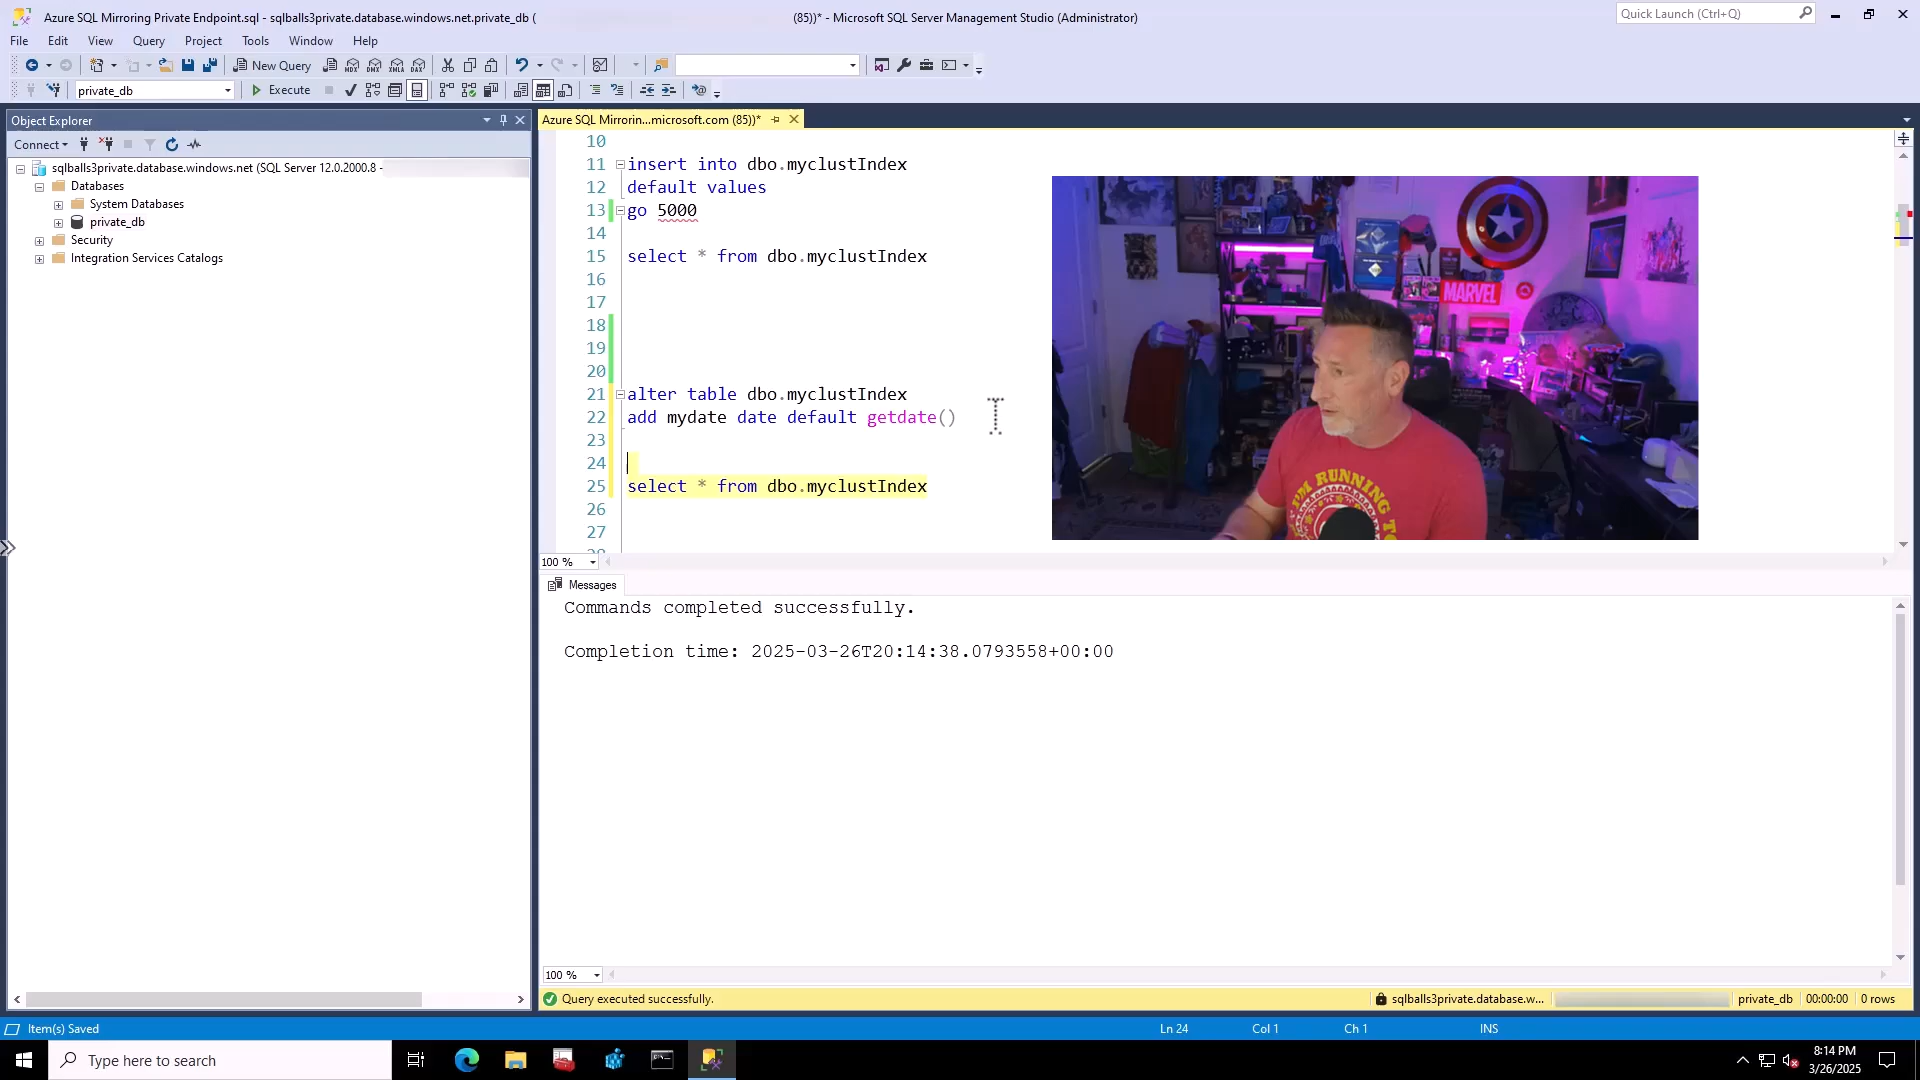 Azure SQL Mirroring Private Endpoint.sql - sqlballs3private.database.windows.net.private_db (
(85))* - Microsoft SQL Server Management Studio (Administrator)
Quick Launch (Ctrl+Q)
File Edit View Query Project Tools Window Help
New Query
MDX DMX XMLA DAX
private_db
Execute
Object Explorer
Azure SQL Mirrorin...microsoft.com (85))*
Connect
sqlballs3private.database.windows.net (SQL Server 12.0.2000.8 -
Databases
System Databases
private_db
Security
Integration Services Catalogs
10
11 insert into dbo.myclustIndex
12 default values
13 go 5000
14
15 select * from dbo.myclustIndex
16
17
18
19
20
21 alter table dbo.myclustIndex
22 add mydate date default getdate()
23
24
25 select * from dbo.myclustIndex
26
27
MARVEL
I'M RUNNING TO
100 %
Messages
Commands completed successfully.
Completion time: 2025-03-26T20:14:38.0793558+00:00
100 %
Query executed successfully.
sqlballs3private.database.w...
private_db
00:00:00
0 rows
Item(s) Saved
Ln 24
Col 1
Ch 1
INS
Type here to search
8:14 PM
3/26/2025